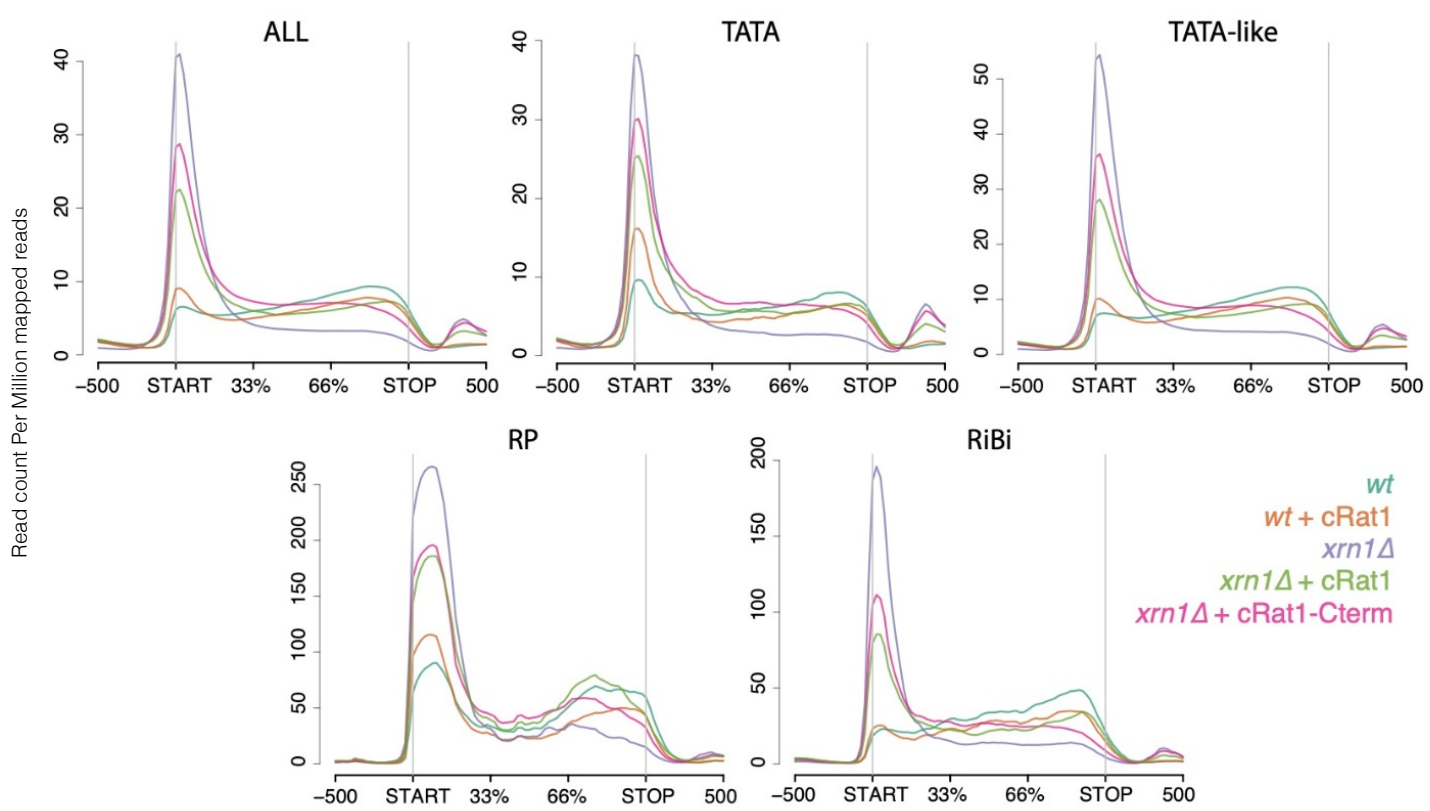 ALL
TATA
TATA-like
Read count Per Million mapped reads
0 10 20 30 40
−500 START 33% 66% STOP 500
0 10 20 30 40
−500 START 33% 66% STOP 500
0 10 20 30 40 50
−500 START 33% 66% STOP 500
RP
RiBi
0 50 100 150 200 250
−500 START 33% 66% STOP 500
0 50 100 150 200
−500 START 33% 66% STOP 500
wt
wt + cRat1
xrn1Δ
xrn1Δ + cRat1
xrn1Δ + cRat1-Cterm